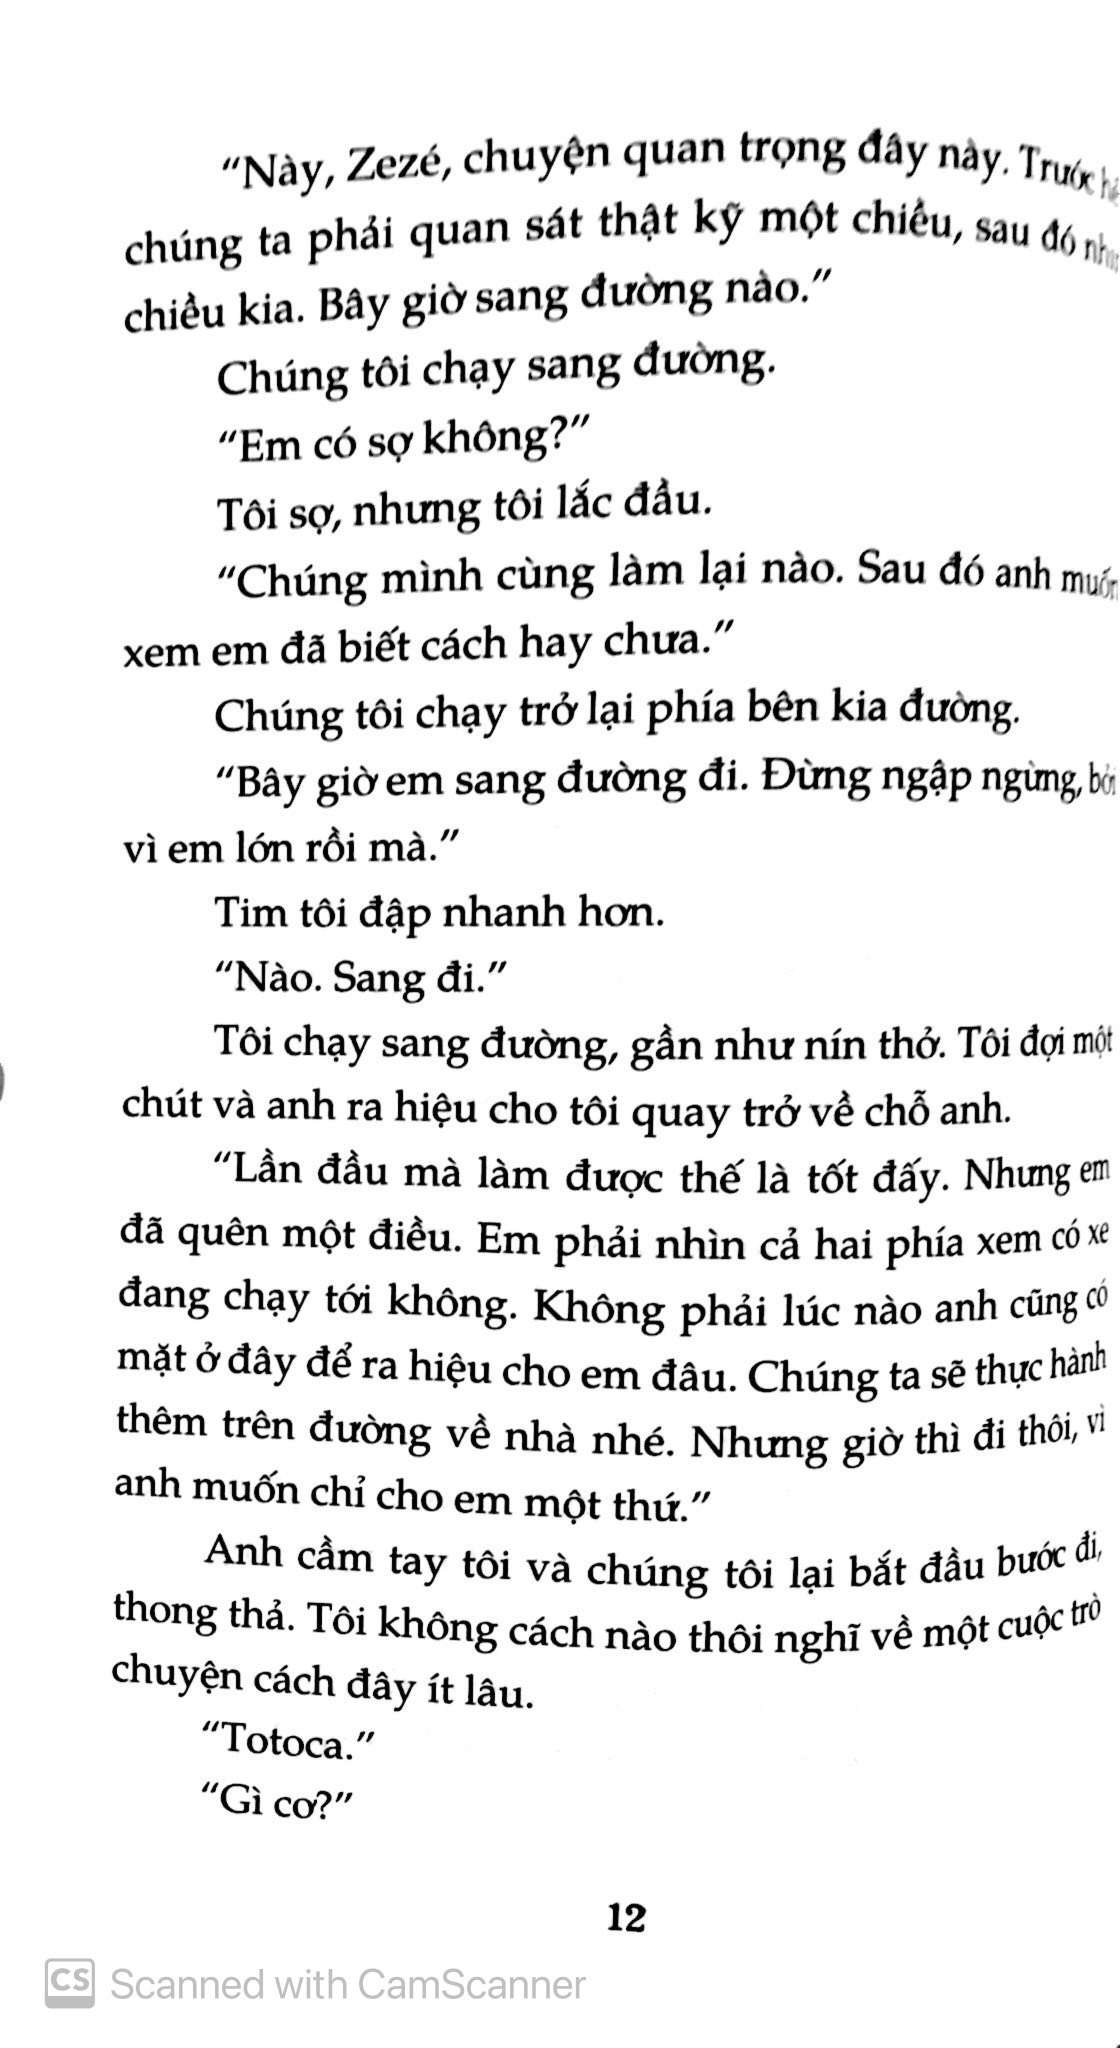 “Này, Zezé, chuyện quan trọng đây này. Trước
chúng ta phải quan sát thật kỹ một chiều, sau đó
chiều kia. Bây giờ sang đường nào.”
Chúng tôi chạy sang đường.
“Em có sợ không?”
Tôi sợ, nhưng tôi lắc đầu.
“Chúng mình cùng làm lại nào. Sau đó anh muốn
xem em đã biết cách hay chưa.”
Chúng tôi chạy trở lại phía bên kia đường.
“Bây giờ em sang đường đi. Đừng ngập ngừng, bởi
vì em lớn rồi mà.”
Tim tôi đập nhanh hơn.
“Nào. Sang đi.”
Tôi chạy sang đường, gần như nín thở. Tôi đợi một
chút và anh ra hiệu cho tôi quay trở về chỗ anh.
“Lần đầu mà làm được thế là tốt đấy. Nhưng em
đã quên một điều. Em phải nhìn cả hai phía xem có xe
đang chạy tới không. Không phải lúc nào anh cũng có
mặt ở đây để ra hiệu cho em đâu. Chúng ta sẽ thực hành
thêm trên đường về nhà nhé. Nhưng giờ thì đi thôi, vì
anh muốn chỉ cho em một thứ.”
Anh cầm tay tôi và chúng tôi lại bắt đầu bước đi,
thong thả. Tôi không cách nào thôi nghĩ về một cuộc trò
chuyện cách đây ít lâu.
“Totoca.”
“Gì cơ?”
12
CS Scanned with CamScanner